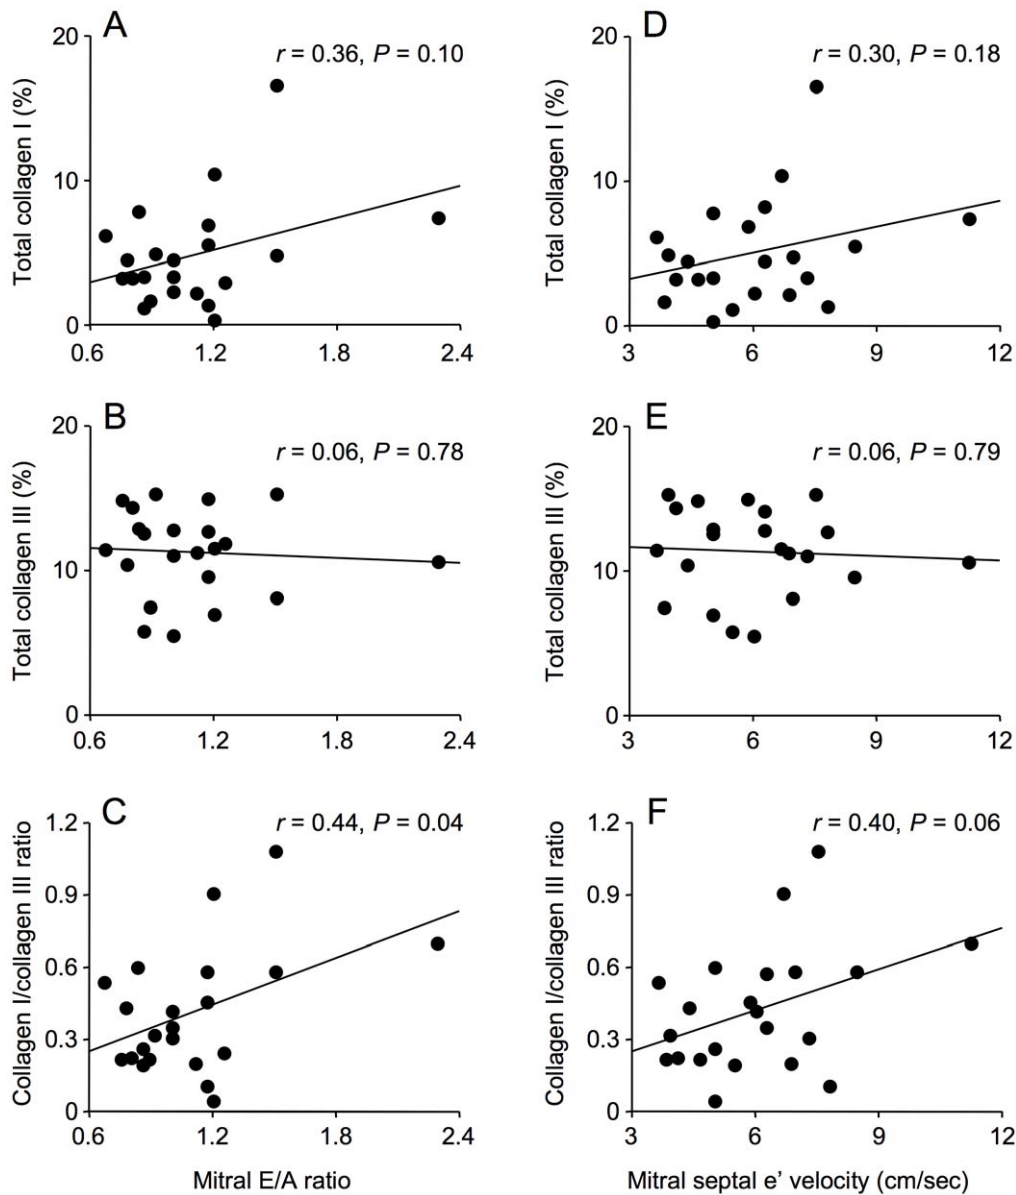 A
r = 0.36, P = 0.10
Total collagen I (%)
20
10
0
0.6 1.2 1.8 2.4
D
r = 0.30, P = 0.18
Total collagen I (%)
20
10
0
3 6 9 12
B
r = 0.06, P = 0.78
Total collagen III (%)
20
10
0
0.6 1.2 1.8 2.4
E
r = 0.06, P = 0.79
Total collagen III (%)
20
10
0
3 6 9 12
C
r = 0.44, P = 0.04
Collagen I/collagen III ratio
1.2
0.9
0.6
0.3
0
0.6 1.2 1.8 2.4
Mitral E/A ratio
F
r = 0.40, P = 0.06
Collagen I/collagen III ratio
1.2
0.9
0.6
0.3
0
3 6 9 12
Mitral septal e’ velocity (cm/sec)